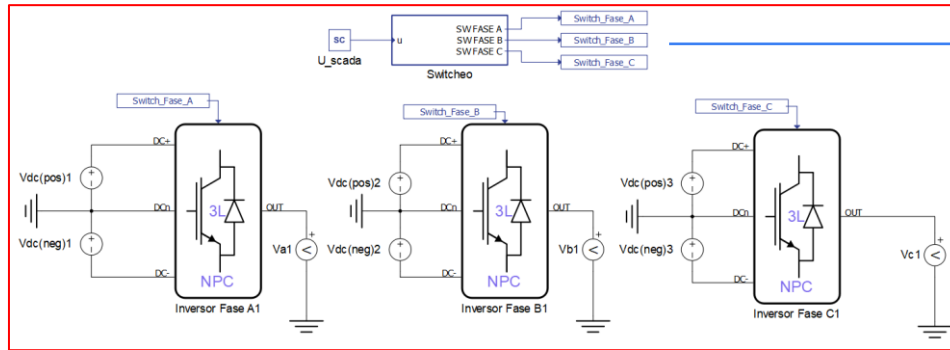 Switch_Fase_A
SW FASE A
SC
u
SW FASE B
Switch_Fase_B
SW FASE C
U_scada
Switch_Fase_C
Switcheo
Switch_Fase_A
DC+
Vdc(pos)1
3L
DCn
OUT
Vdc(neg)1
Va1
DC-
NPC
Inversor Fase A1
Switch_Fase_B
DC+
Vdc(pos)2
3L
DCn
OUT
Vdc(neg)2
Vb1
DC-
NPC
Inversor Fase B1
Switch_Fase_C
DC+
Vdc(pos)3
3L
DCn
OUT
Vdc(neg)3
Vc1
DC-
NPC
Inversor Fase C1